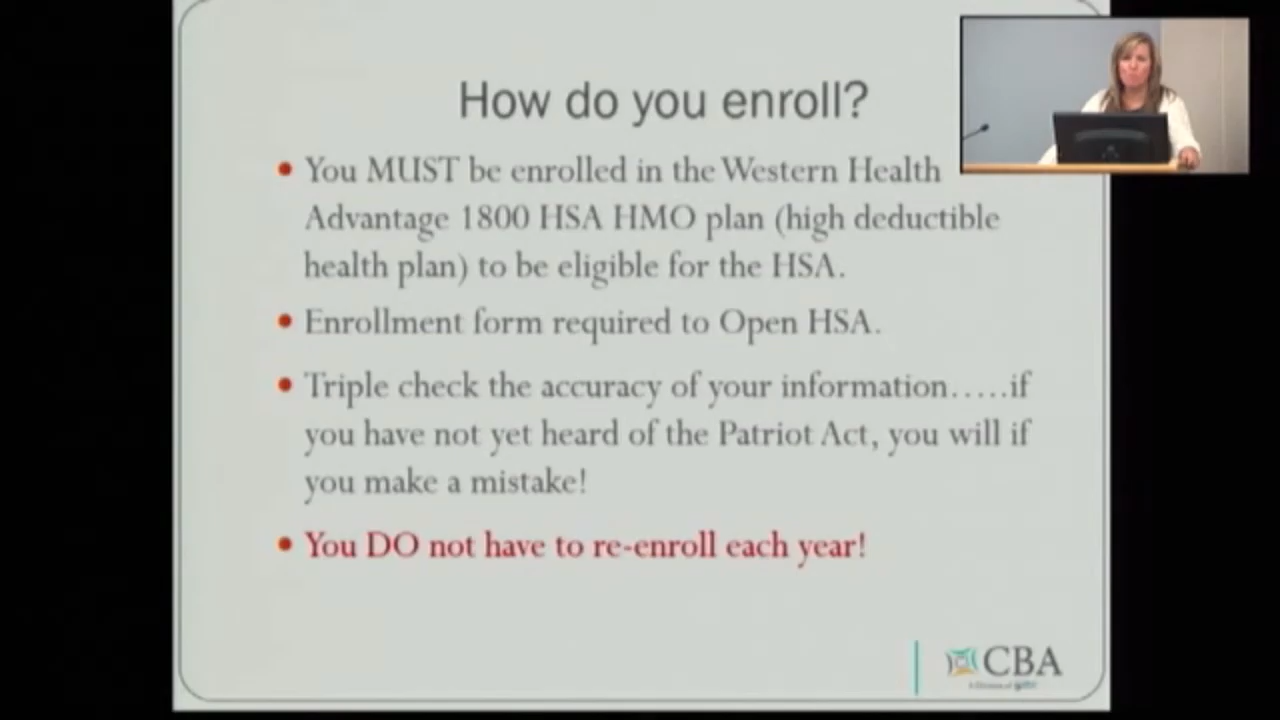 How do you enroll?
• You MUST be enrolled in the Western Health
Advantage 1800 HSA HMO plan (high deductible
health plan) to be eligible for the HSA.
• Enrollment form required to Open HSA.
• Triple check the accuracy of your information…..if
you have not yet heard of the Patriot Act, you will if
you make a mistake!
• You DO not have to re-enroll each year!
CBA